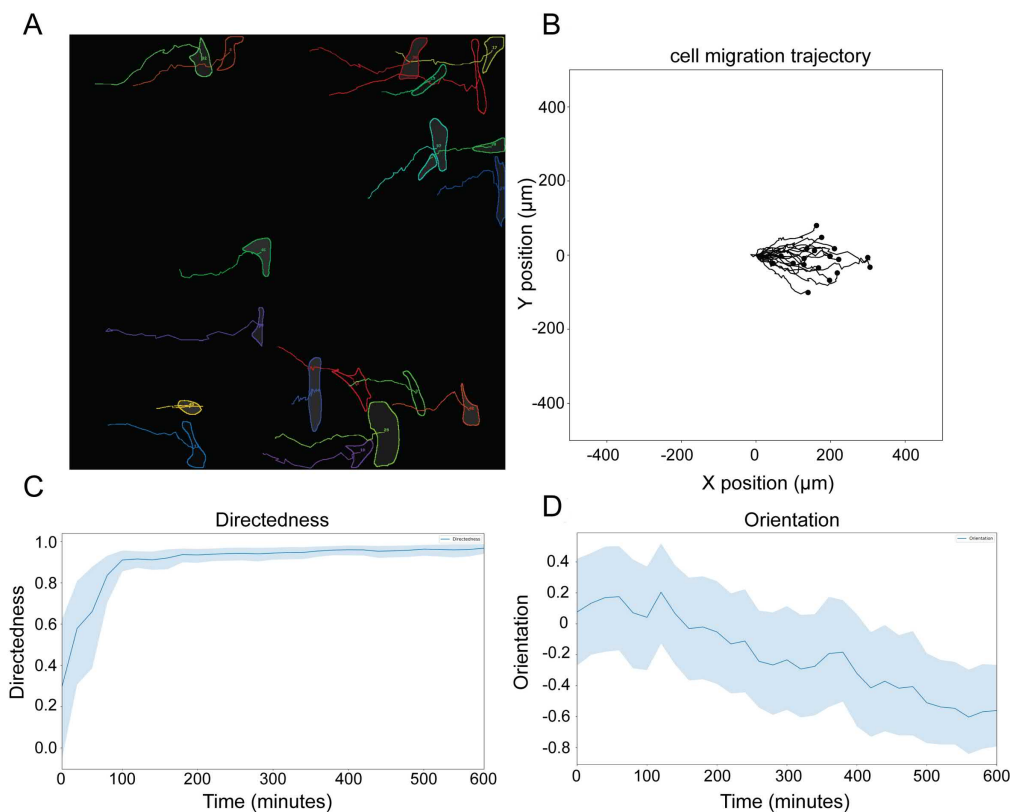 A
B
cell migration trajectory
400
200
0
-200
-400
Y position (μm)
-400
-200
0
200
400
X position (μm)
C
Directedness
Directedness
1.0
0.8
0.6
0.4
0.2
0.0
Directedness
0
100
200
300
400
500
600
Time (minutes)
D
Orientation
Orientation
0.4
0.2
0
-0.2
-0.4
-0.6
-0.8
Orientation
0
100
200
300
400
500
600
Time (minutes)